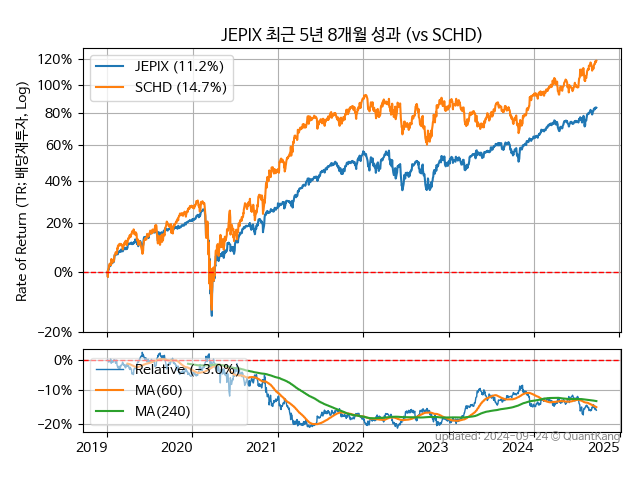 JEPIX 최근 5년 8개월 성과 (vs SCHD)
Rate of Return (TR: 배당재투자, Log)
120%
100%
80%
60%
40%
20%
0%
−20%
JEPIX (11.2%)
SCHD (14.7%)
0%
−10%
−20%
Relative (−3.0%)
MA(60)
MA(240)
updated: 2024-09-24 © QuantKang
2019 2020 2021 2022 2023 2024 2025